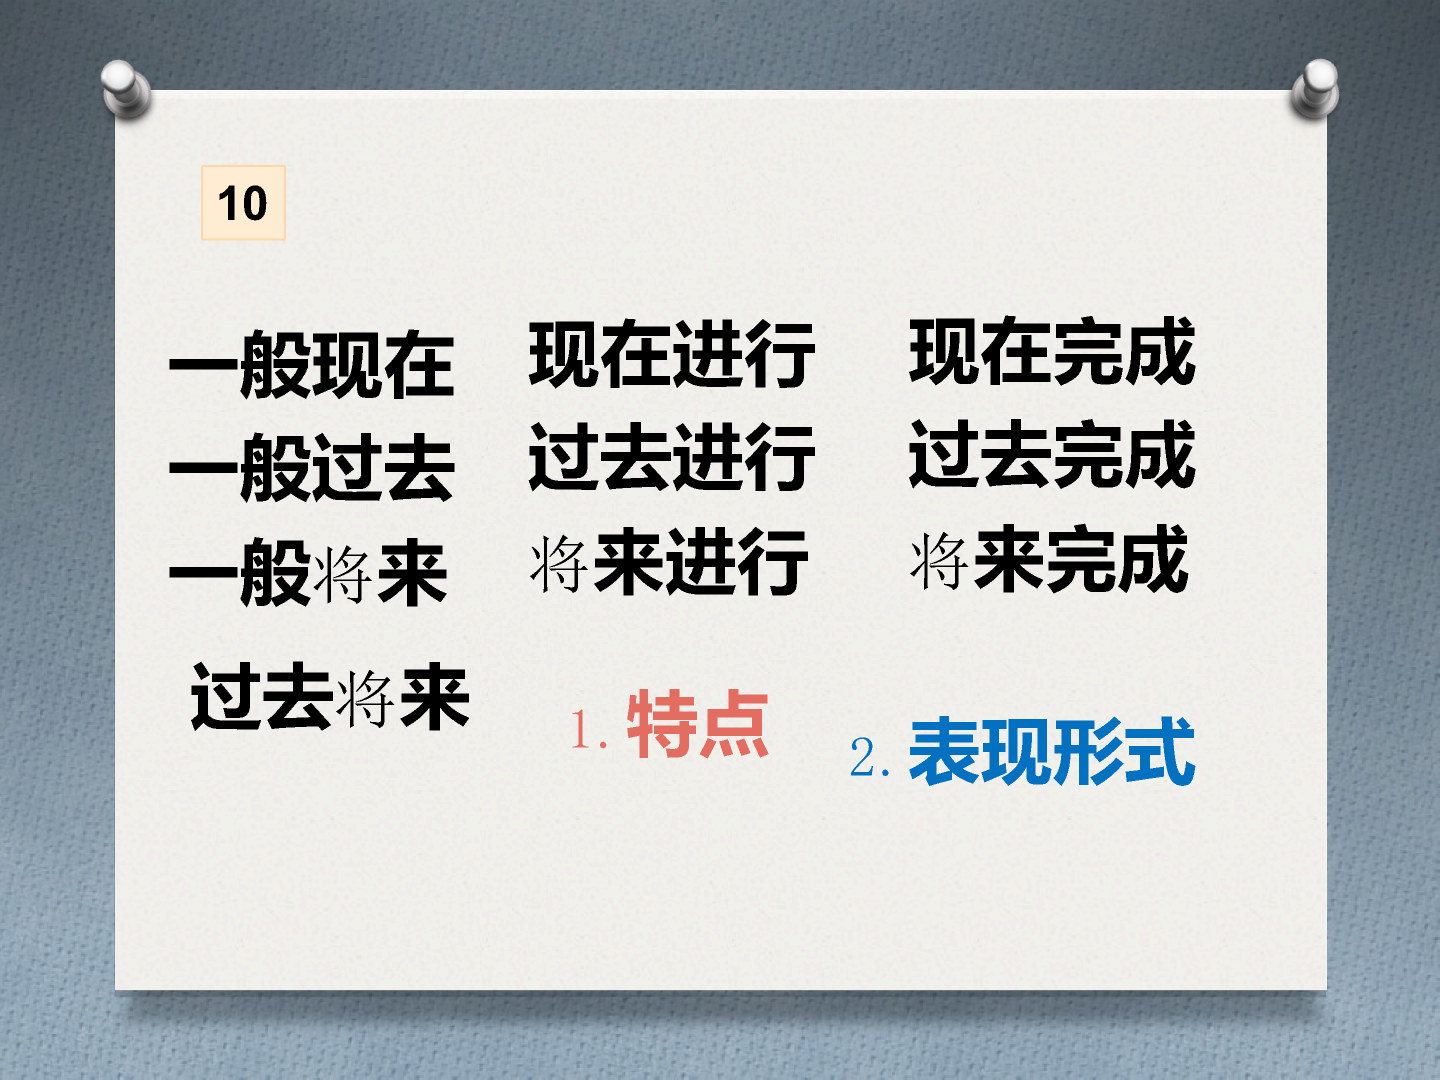 10
一般现在
一般过去
一般将来
过去将来
现在进行
过去进行
将来进行
现在完成
过去完成
将来完成
1.特点
2.表现形式